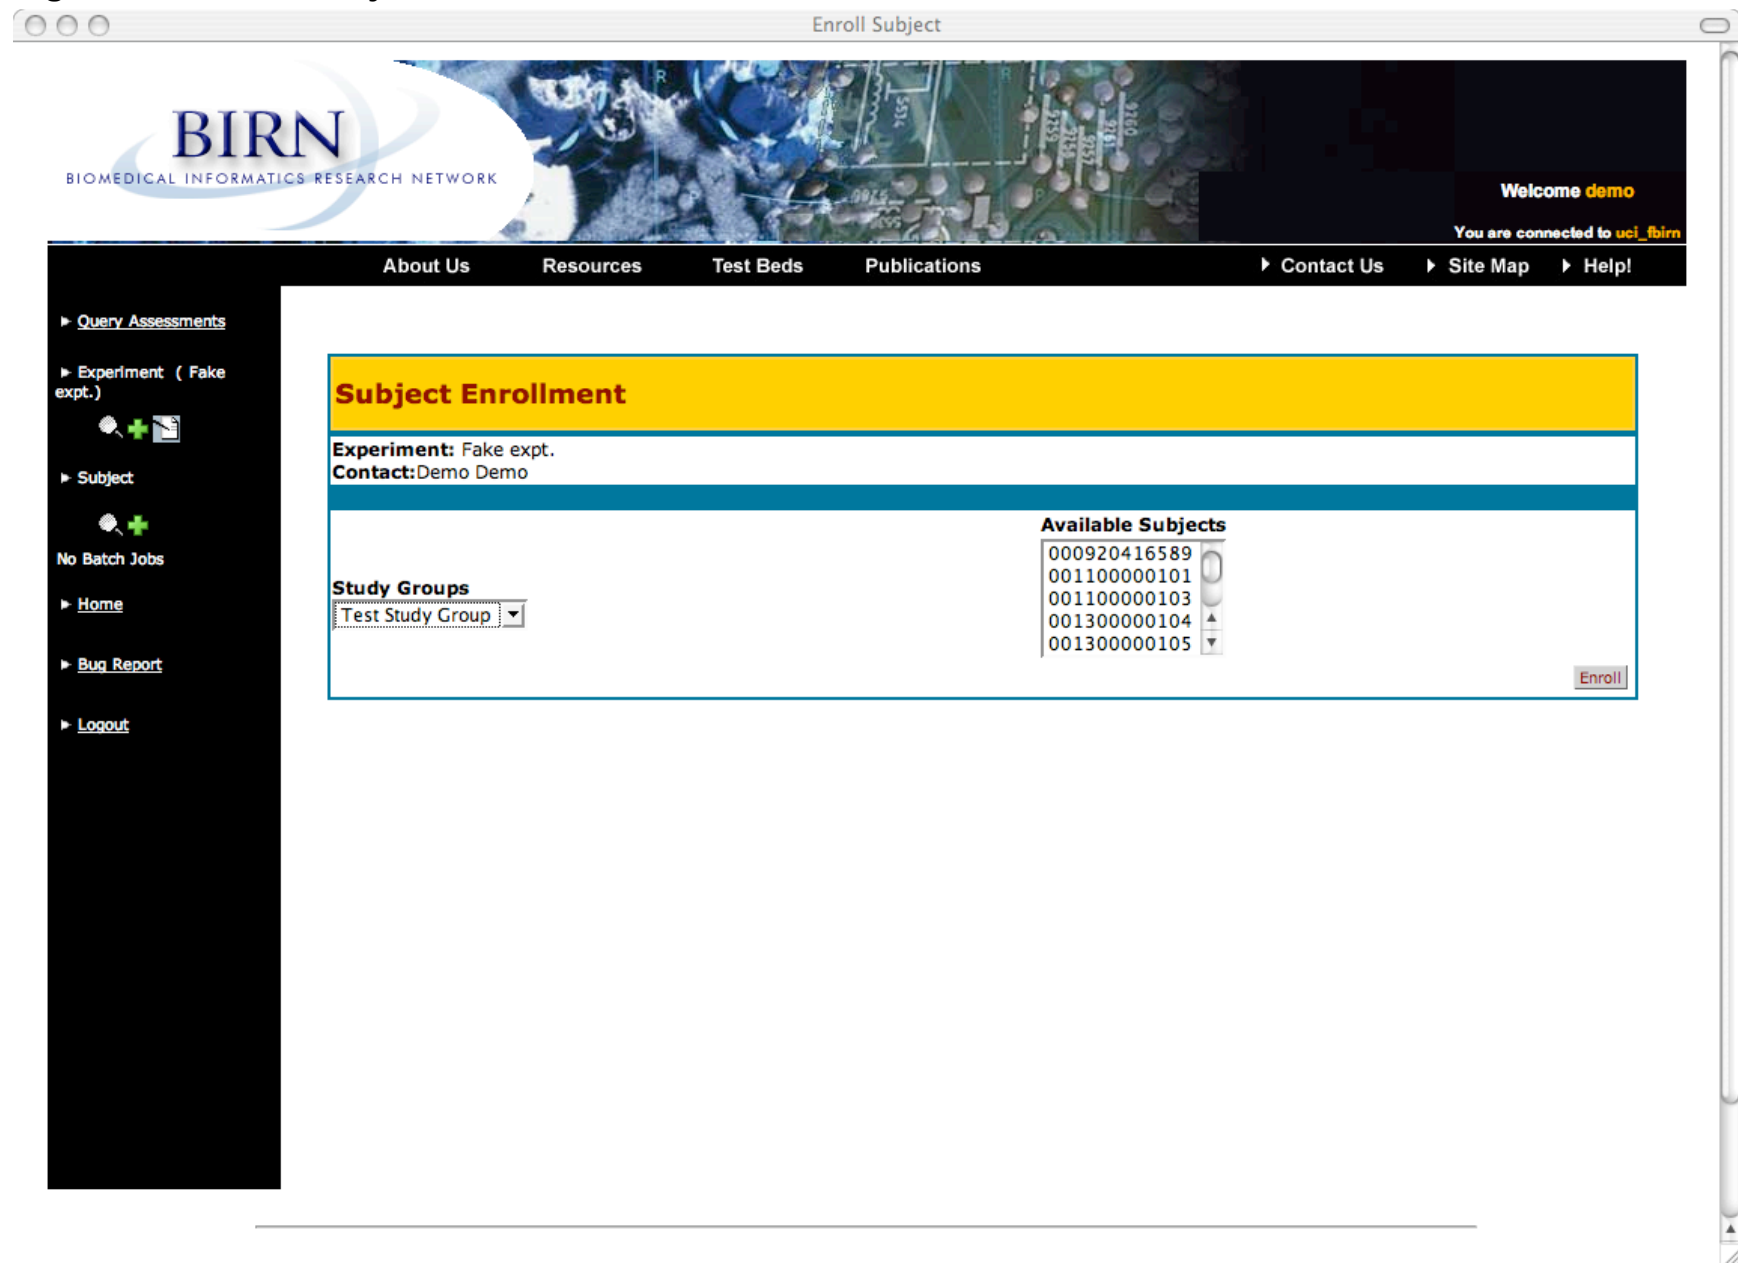 Enroll Subject
BIRN
BIOMEDICAL INFORMATICS RESEARCH NETWORK
Welcome demo
You are connected to uci_fbirn
About Us Resources Test Beds Publications Contact Us Site Map Help!
Query Assessments
Experiment ( Fake
expt.)
Subject
No Batch Jobs
Home
Bug Report
Logout
Subject Enrollment
Experiment: Fake expt.
Contact:Demo Demo
Study Groups
Test Study Group
Available Subjects
000920416589
001100000101
001100000103
001300000104
001300000105
Enroll